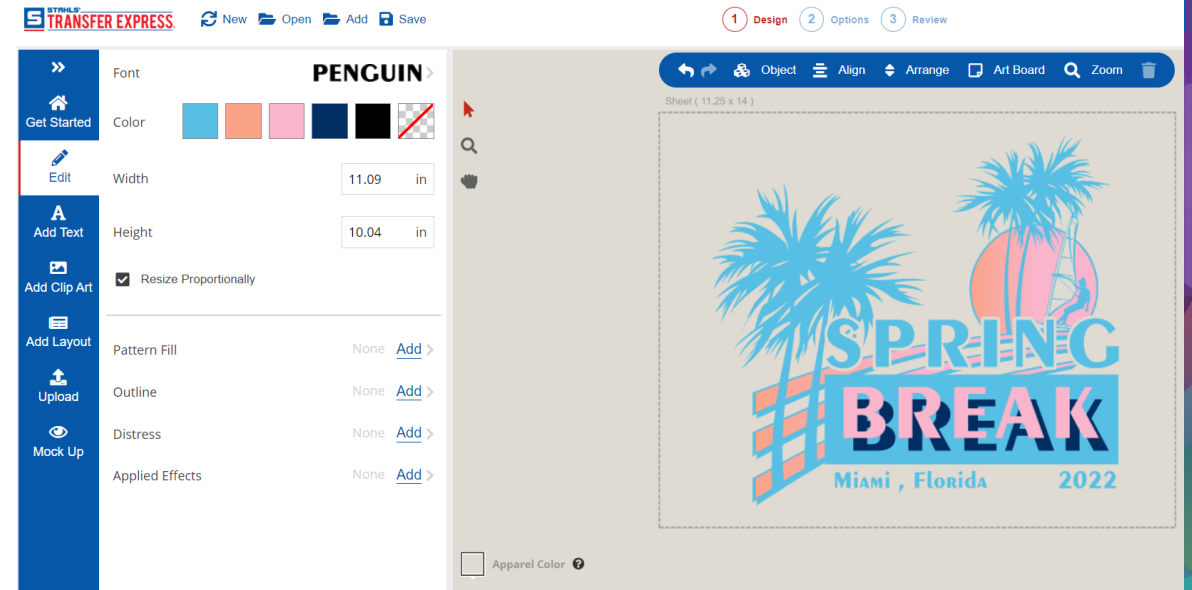 STAHLS'
TRANSFER EXPRESS.
New Open Add Save
1 Design 2 Options 3 Review
Get Started
Edit
Add Text
Add Clip Art
Add Layout
Upload
Mock Up
Font PENGUIN
Color
Width 11.09 in
Height 10.04 in
Resize Proportionally
Pattern Fill None Add
Outline None Add
Distress None Add
Applied Effects None Add
Object Align Arrange Art Board Zoom
Sheet ( 11.25 x 14 )
SPRING
BREAK
Miami , Florida 2022
Apparel Color ?